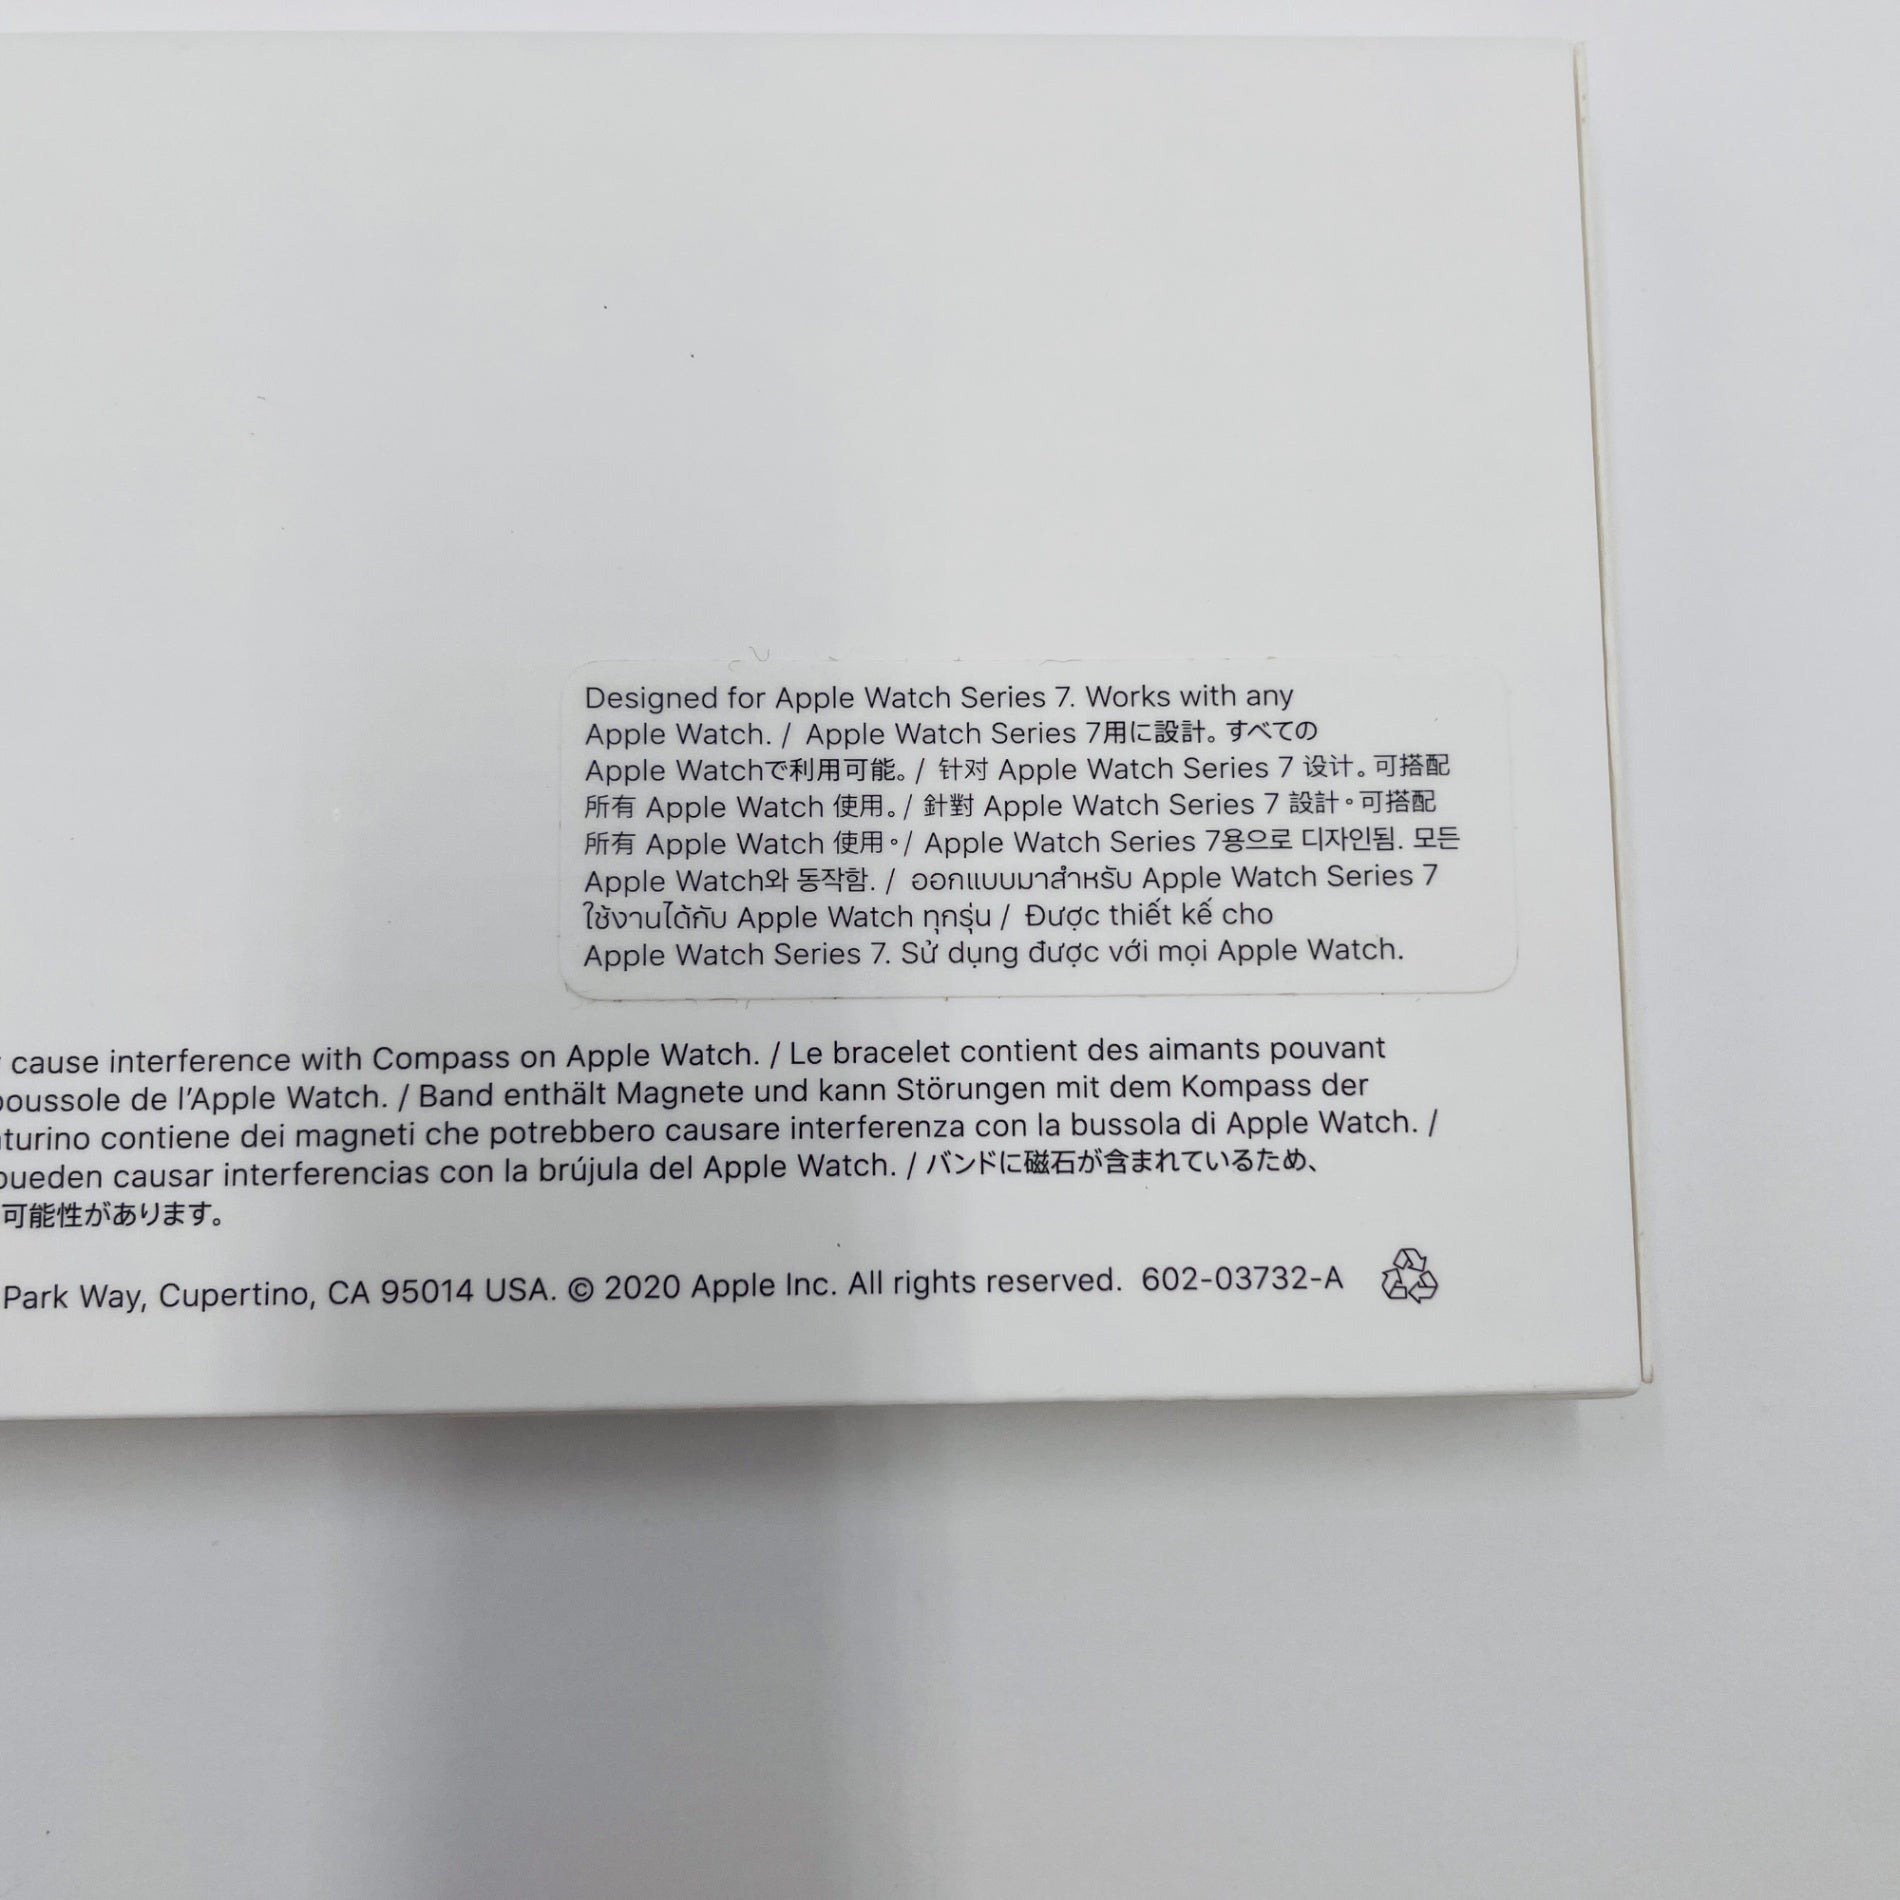 Designed for Apple Watch Series 7. Works with any
Apple Watch. / Apple Watch Series 7用に設計。すべての
Apple Watchで利用可能。/ 针对 Apple Watch Series 7 设计。可搭配
所有 Apple Watch 使用。/ 針對 Apple Watch Series 7 設計。可搭配
所有 Apple Watch 使用。/ Apple Watch Series 7용으로 디자인됨. 모든
Apple Watch와 동작함. / ออกแบบมาสำหรับ Apple Watch Series 7
ใช้งานได้กับ Apple Watch ทุกรุ่น / Được thiết kế cho
Apple Watch Series 7. Sử dụng được với mọi Apple Watch.
cause interference with Compass on Apple Watch. / Le bracelet contient des aimants pouvant
boussole de l’Apple Watch. / Band enthält Magnete und kann Störungen mit dem Kompass der
turino contiene dei magneti che potrebbero causare interferenza con la bussola di Apple Watch. /
pueden causar interferencias con la brújula del Apple Watch. / バンドに磁石が含まれているため、
可能性があります。
Park Way, Cupertino, CA 95014 USA. © 2020 Apple Inc. All rights reserved. 602-03732-A